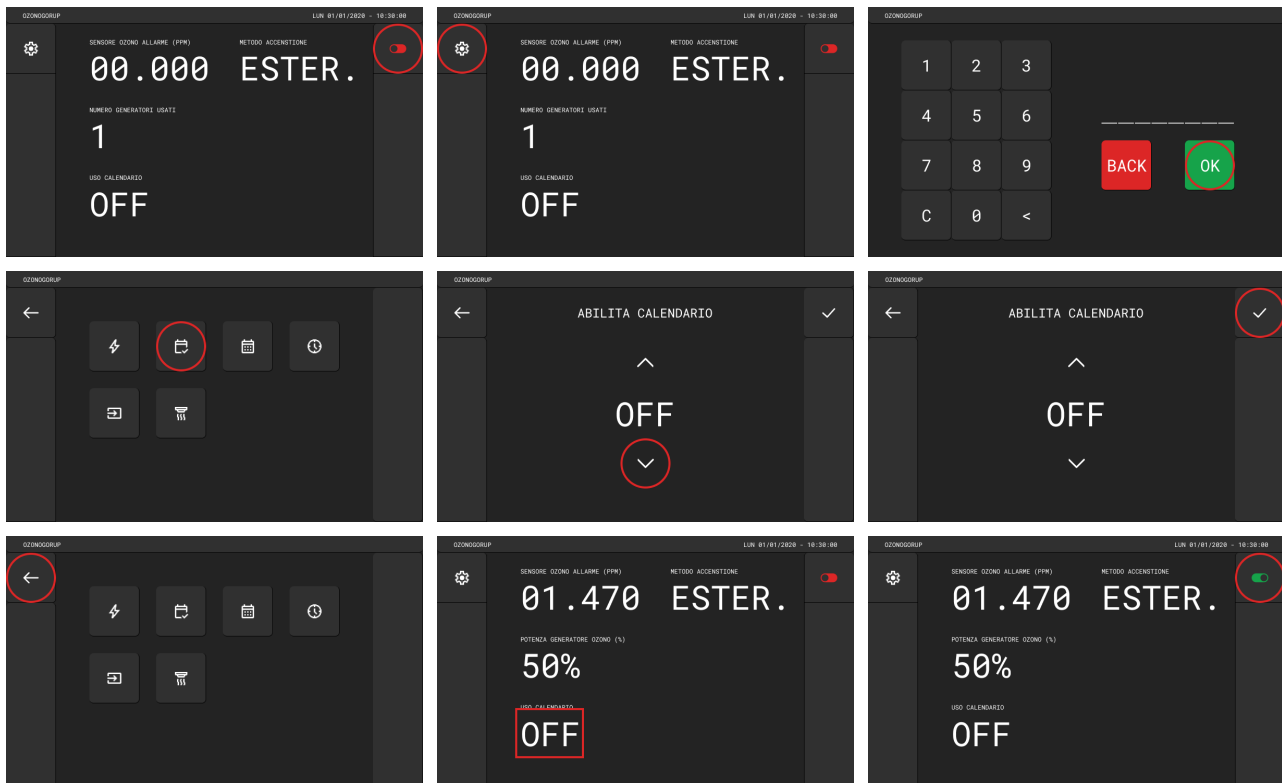 OZONOGORUP LUN 01/01/2020 - 10:30:00
SENSORE OZONO ALLARME (PPM) METODO ACCENSTIONE
00.000 ESTER.
NUMERO GENERATORI USATI
1
USO CALENDARIO
OFF
OZONOGORUP LUN 01/01/2020 - 10:30:00
SENSORE OZONO ALLARME (PPM) METODO ACCENSTIONE
00.000 ESTER.
NUMERO GENERATORI USATI
1
USO CALENDARIO
OFF
OZONOGORUP
1 2 3
4 5 6
7 8 9
C 0 <
BACK OK
OZONOGORUP
OZONOGORUP
ABILITA CALENDARIO
OFF
OZONOGORUP
ABILITA CALENDARIO
OFF
OZONOGORUP
OZONOGORUP LUN 01/01/2020 - 10:30:00
SENSORE OZONO ALLARME (PPM) METODO ACCENSTIONE
01.470 ESTER.
POTENZA GENERATORE OZONO (%)
50%
USO CALENDARIO
OFF
OZONOGORUP LUN 01/01/2020 - 10:30:00
SENSORE OZONO ALLARME (PPM) METODO ACCENSTIONE
01.470 ESTER.
POTENZA GENERATORE OZONO (%)
50%
USO CALENDARIO
OFF